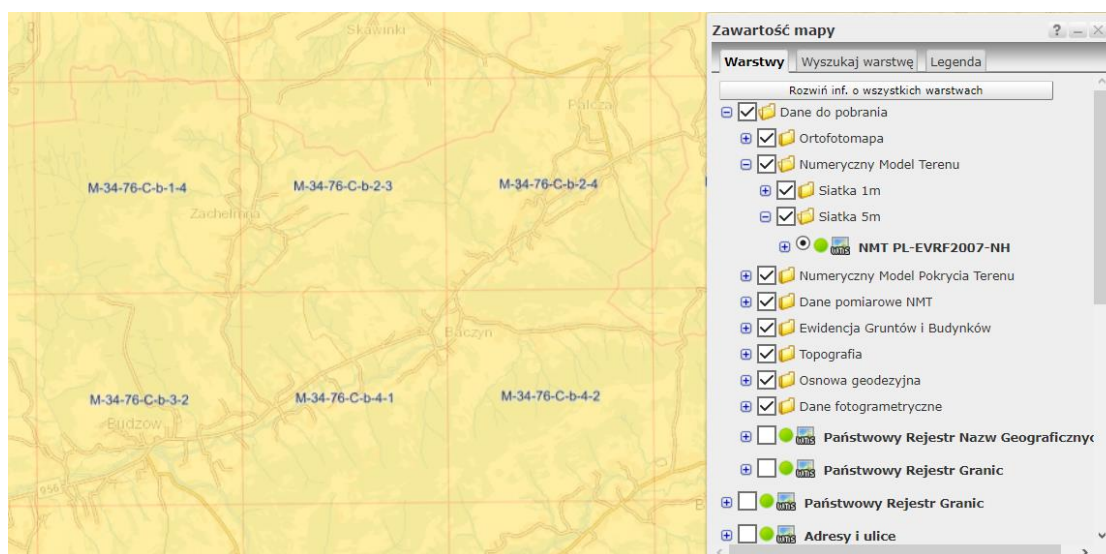 Skawinki
Palcza
M-34-76-C-b-1-4
M-34-76-C-b-2-3
M-34-76-C-b-2-4
Zachełmna
Baczyn
M-34-76-C-b-3-2
M-34-76-C-b-4-1
M-34-76-C-b-4-2
Budzów
956
Zawartość mapy
Warstwy Wyszukaj warstwę Legenda
Rozwiń inf. o wszystkich warstwach
Dane do pobrania
Ortofotomapa
Numeryczny Model Terenu
Siatka 1m
Siatka 5m
NMT PL-EVRF2007-NH
Numeryczny Model Pokrycia Terenu
Dane pomiarowe NMT
Ewidencja Gruntów i Budynków
Topografia
Osnowa geodezyjna
Dane fotogrametryczne
Państwowy Rejestr Nazw Geograficznyc
Państwowy Rejestr Granic
Państwowy Rejestr Granic
Adresy i ulice